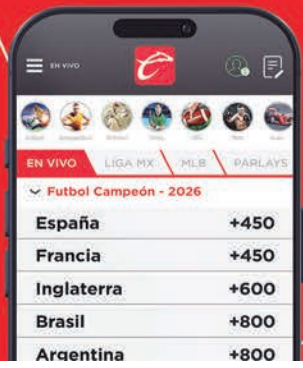 EN VIVO
EN VIVO LIGA MX MLB PARLAYS
Futbol Campeón - 2026
España +450
Francia +450
Inglaterra +600
Brasil +800
Argentina +800